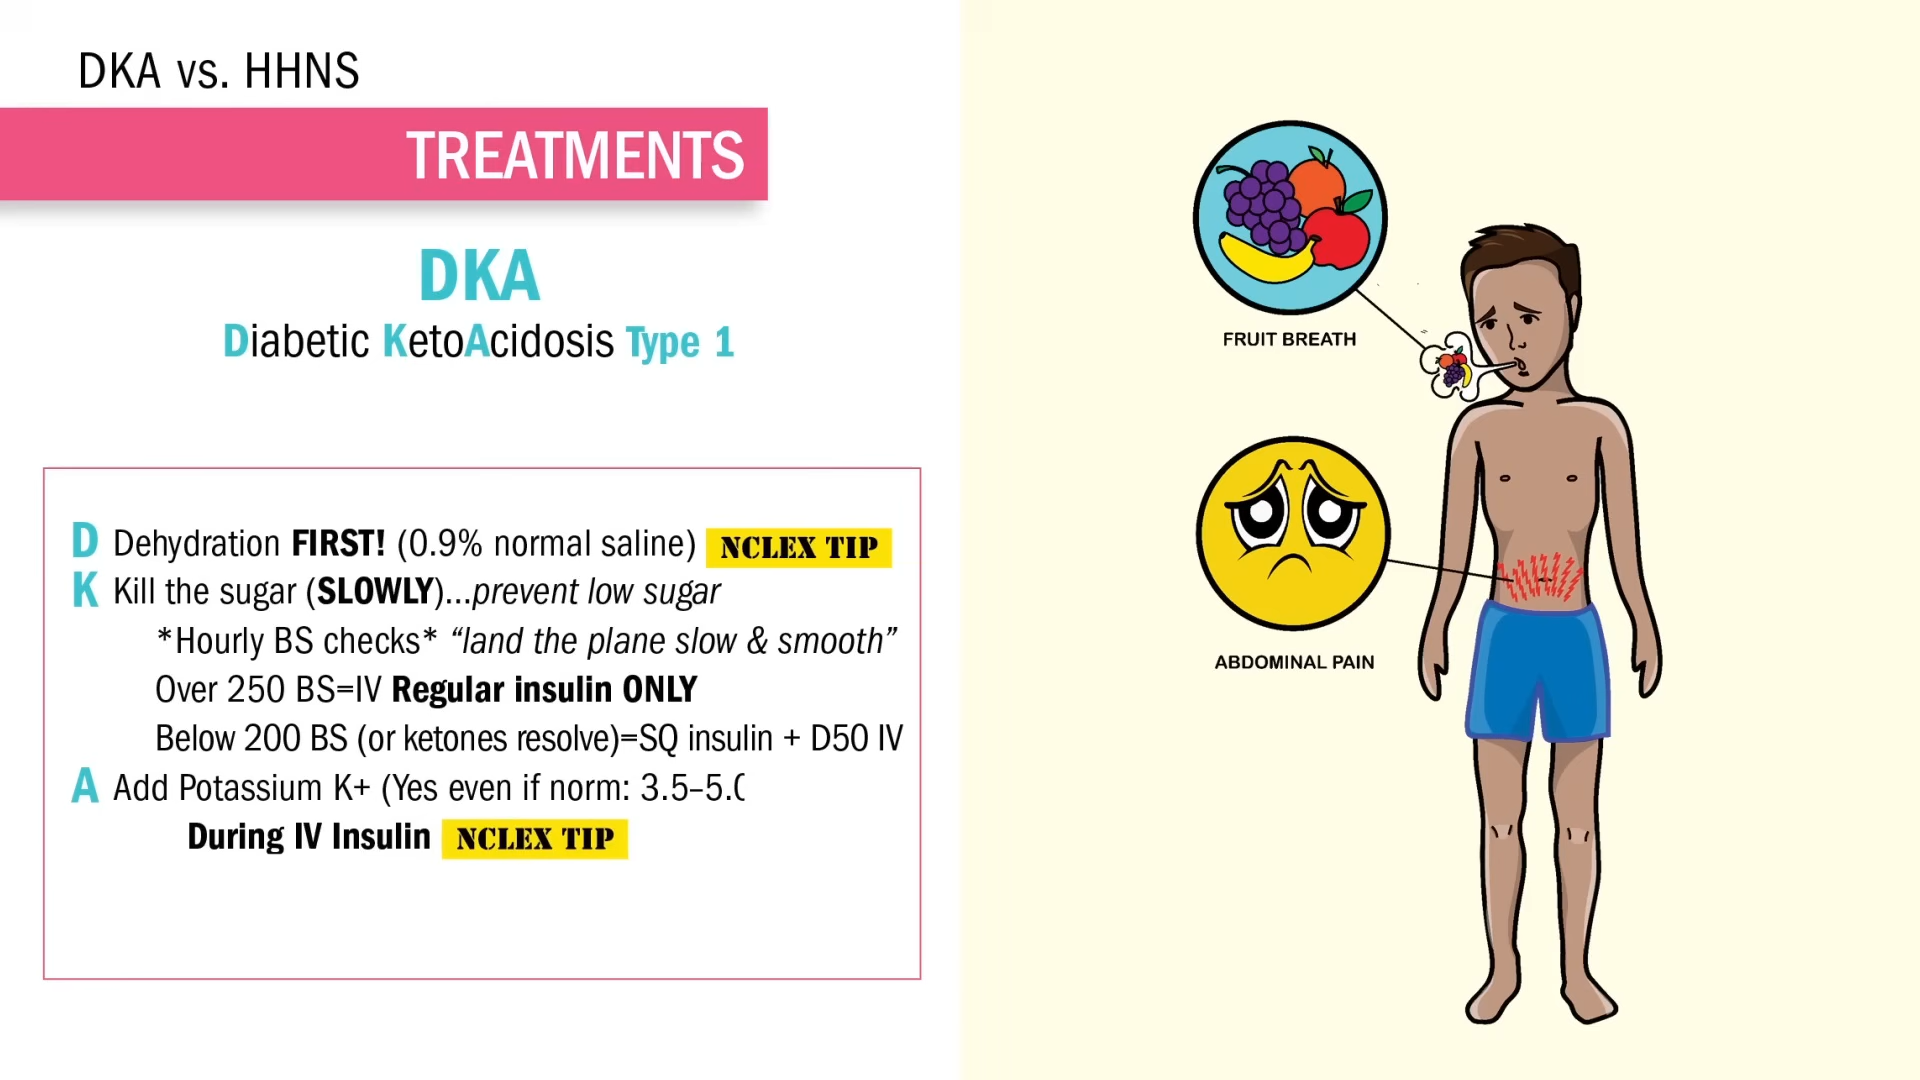 DKA vs. HHNS
TREATMENTS
DKA
Diabetic KetoAcidosis Type 1
D Dehydration FIRST! (0.9% normal saline) NCLEX TIP
K Kill the sugar (SLOWLY)...prevent low sugar
*Hourly BS checks* “land the plane slow & smooth”
Over 250 BS=IV Regular insulin ONLY
Below 200 BS (or ketones resolve)=SQ insulin + D50 IV
A Add Potassium K+ (Yes even if norm: 3.5–5.
During IV Insulin NCLEX TIP
FRUIT BREATH
ABDOMINAL PAIN